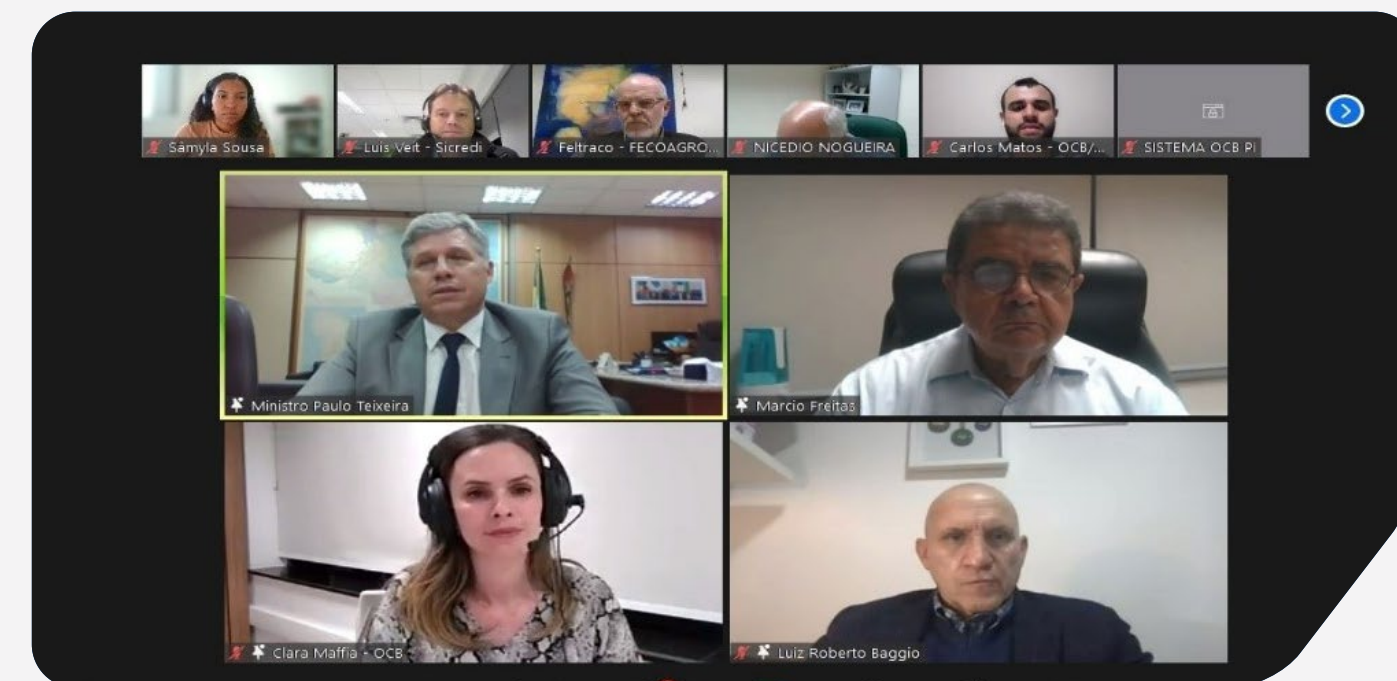 Sâmyla Sousa
Luis Veit - Sicredi
Feltraco - FECOAGRO...
NICEDIO NOGUEIRA
Carlos Matos - OCB/...
SISTEMA OCB PI
Ministro Paulo Teixeira
Marcio Freitas
Clara Maffia - OCB
Luiz Roberto Baggio